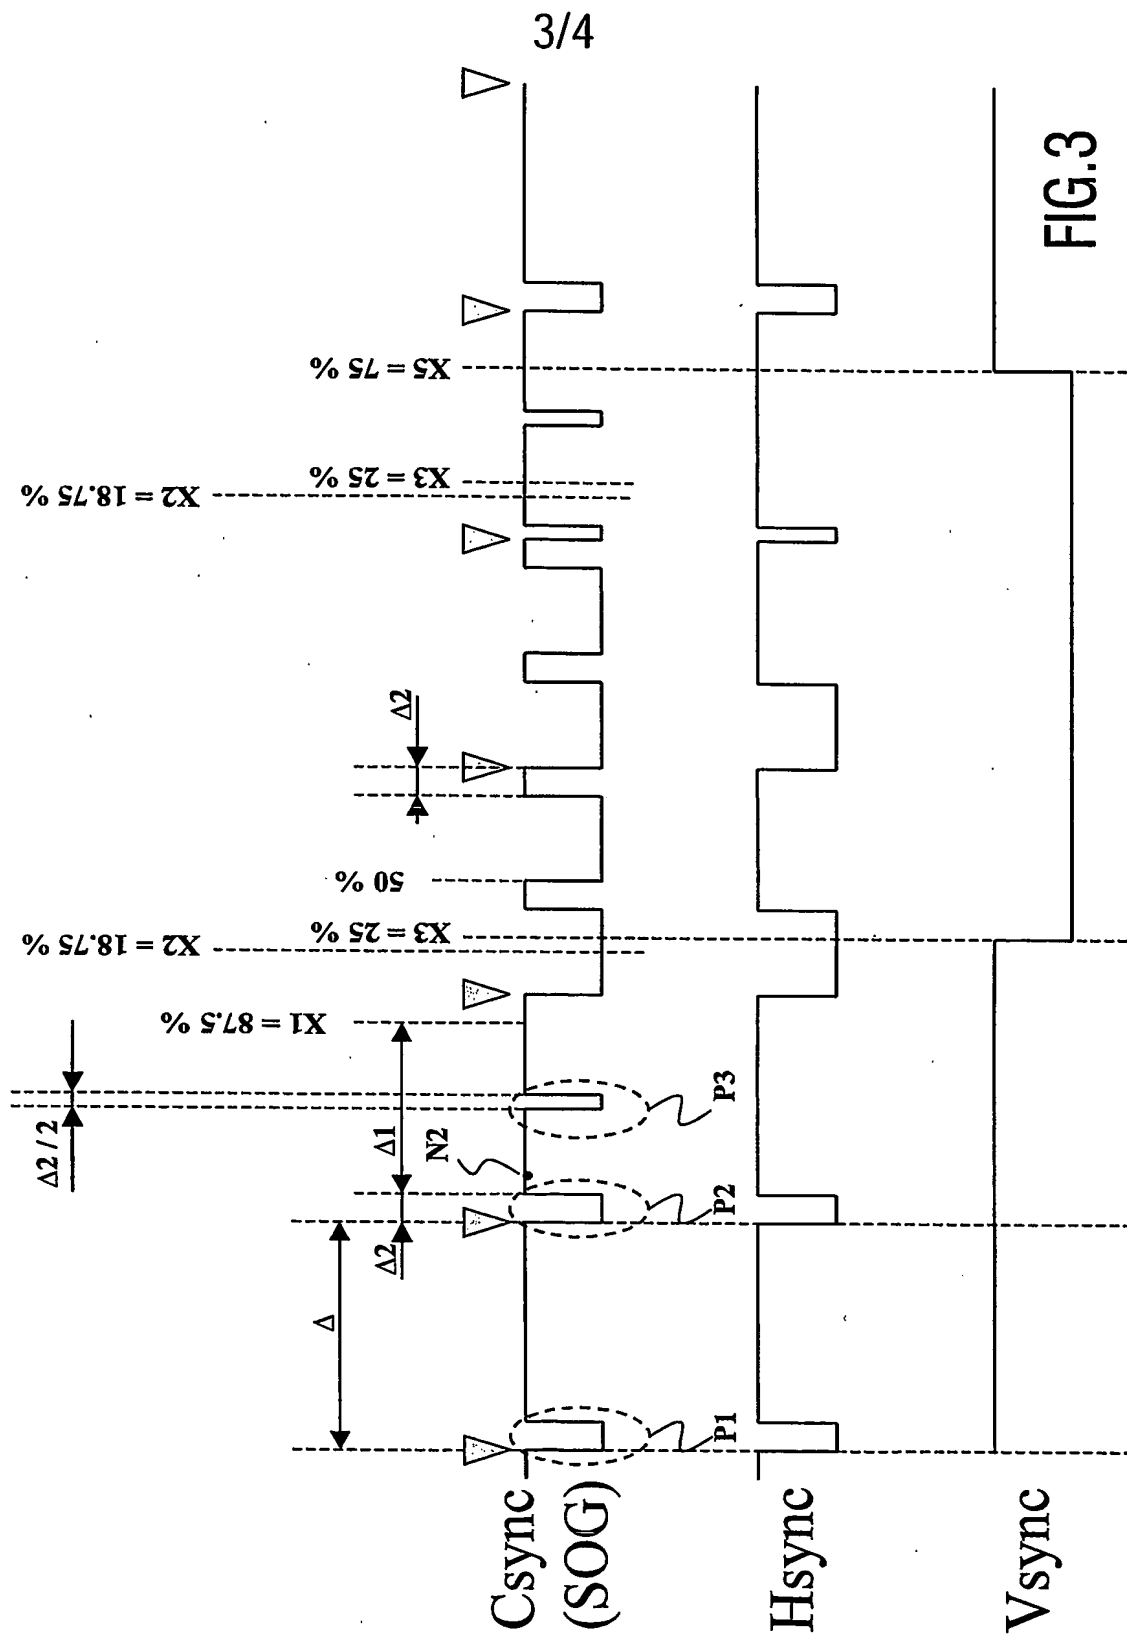 3/4
Δ2 / 2
X1 = 87.5 %
X2 = 18.75 %
X3 = 25 %
50 %
Δ2
X2 = 18.75 %
X3 = 25 %
X5 = 75 %
Δ
Δ2
Δ1
N2
P1
P2
P3
Csync
(SOG)
Hsync
Vsync
FIG.3